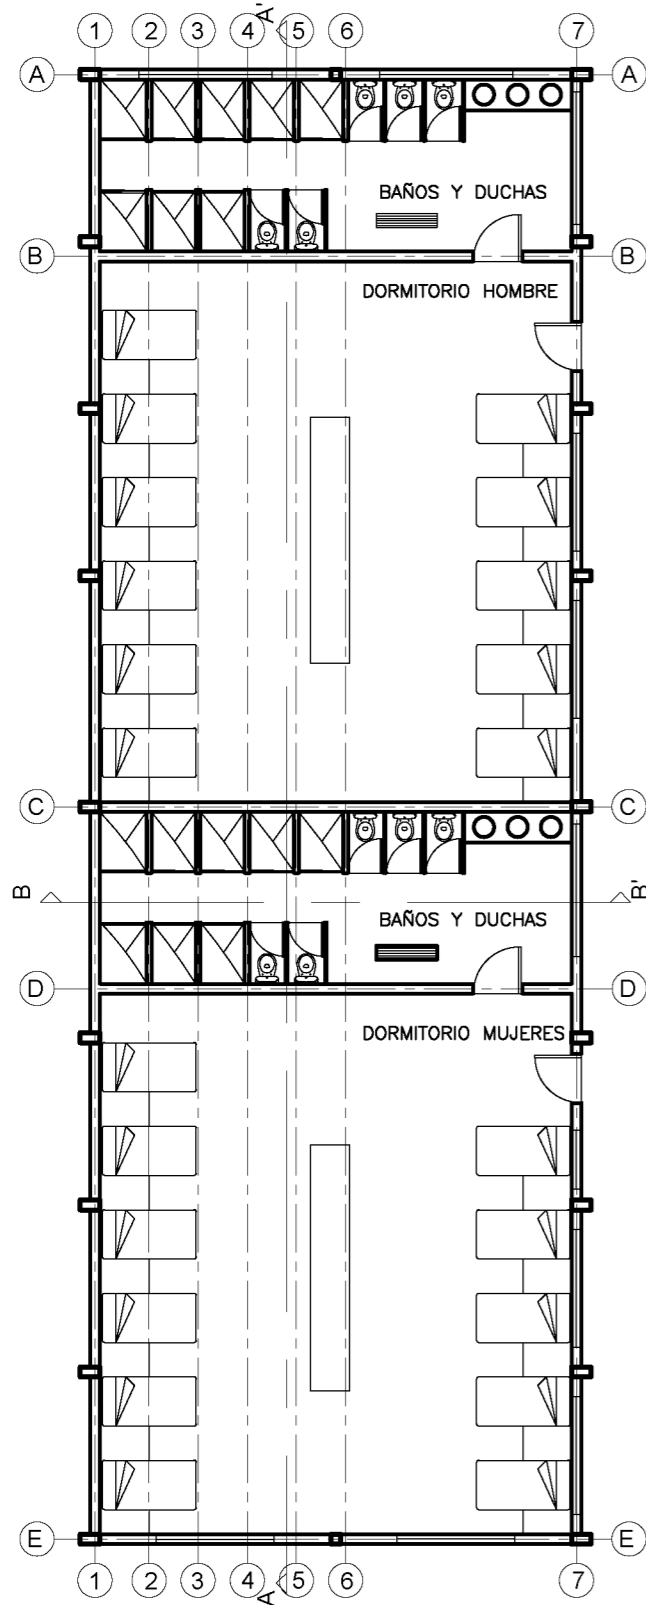 A'
1 2 3 4 5 6 7
A A
BAÑOS Y DUCHAS
B B
DORMITORIO HOMBRE
C C
B B'
BAÑOS Y DUCHAS
D D
DORMITORIO MUJERES
E E
1 2 3 4 5 6 7
A